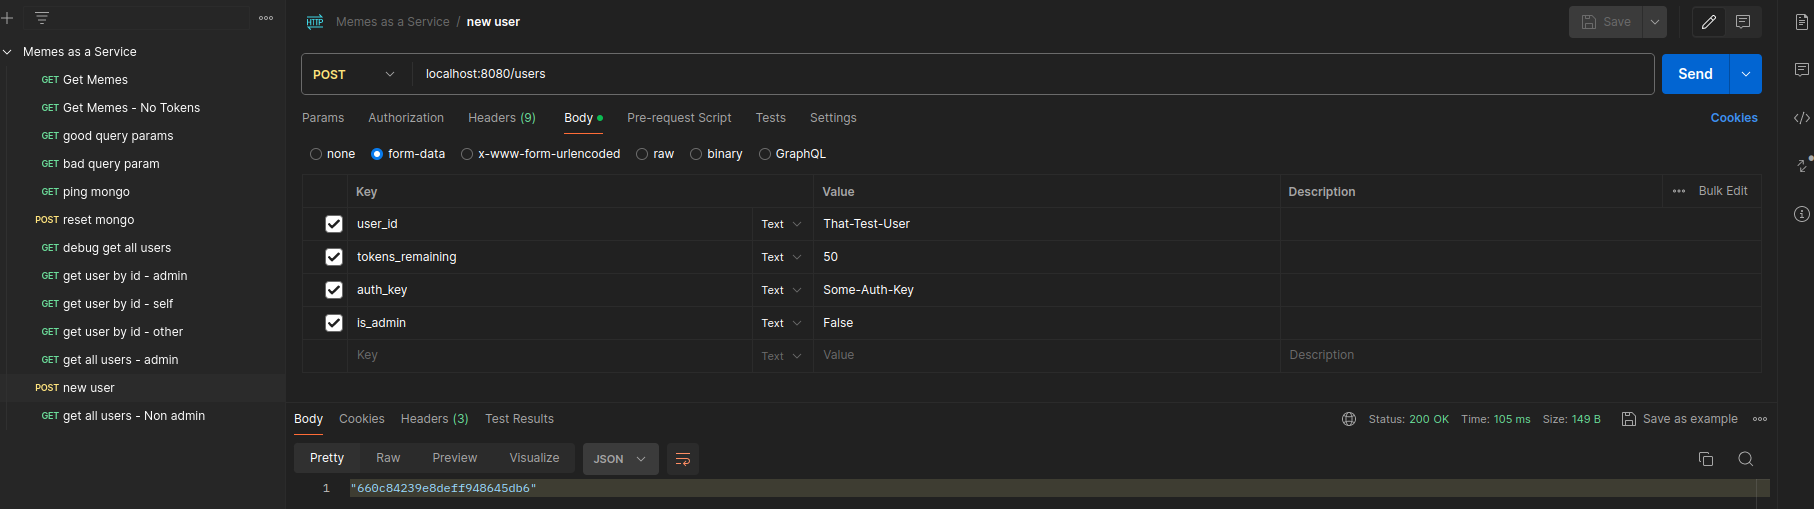 Memes as a Service
GET Get Memes
GET Get Memes - No Tokens
GET good query params
GET bad query param
GET ping mongo
POST reset mongo
GET debug get all users
GET get user by id - admin
GET get user by id - self
GET get user by id - other
GET get all users - admin
POST new user
GET get all users - Non admin
HTTP Memes as a Service / new user
Save
POST localhost:8080/users Send
Params Authorization Headers (9) Body Pre-request Script Tests Settings Cookies
none form-data x-www-form-urlencoded raw binary GraphQL
Key Value Description Bulk Edit
user_id Text That-Test-User
tokens_remaining Text 50
auth_key Text Some-Auth-Key
is_admin Text False
Key Text Value Description
Body Cookies Headers (3) Test Results Status: 200 OK Time: 105 ms Size: 149 B Save as example
Pretty Raw Preview Visualize JSON
1 "660c84239e8deff948645db6"